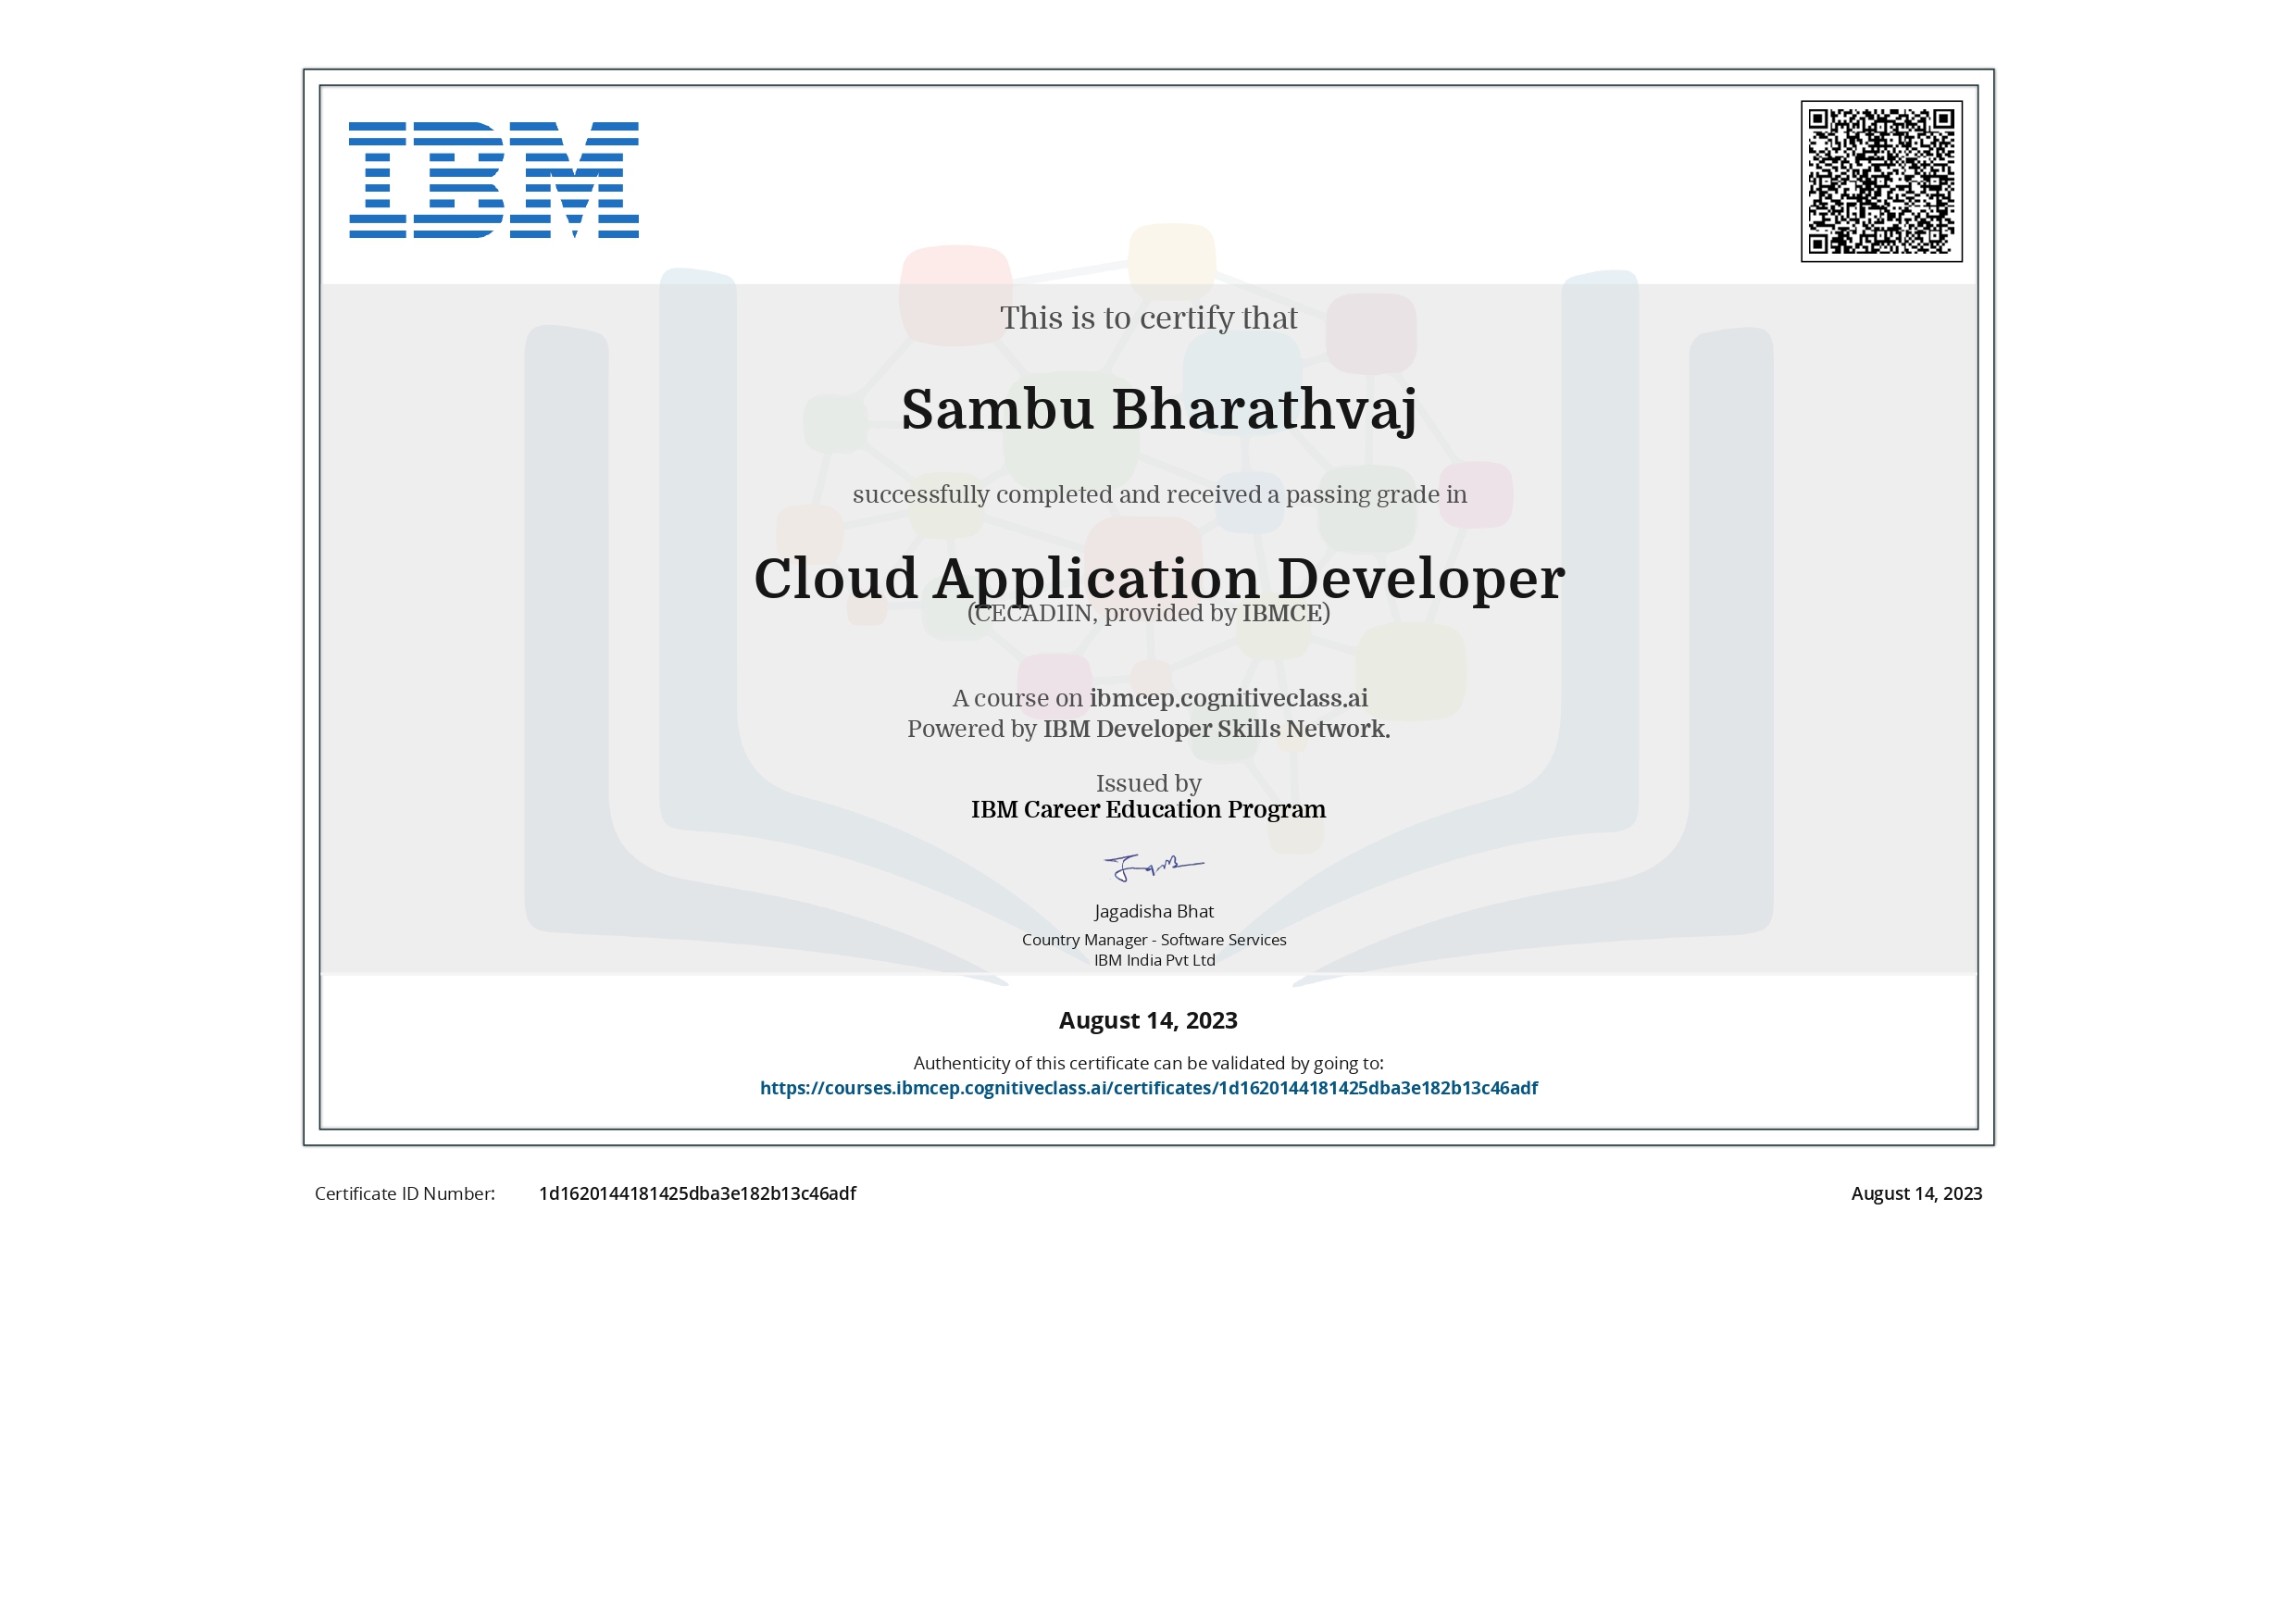 IBM
This is to certify that
Sambu Bharathvaj
successfully completed and received a passing grade in
Cloud Application Developer
(CECAD1IN, provided by IBMCE)
A course on ibmcep.cognitiveclass.ai
Powered by IBM Developer Skills Network.
Issued by
IBM Career Education Program
Jagadisha Bhat
Country Manager - Software Services
IBM India Pvt Ltd
August 14, 2023
Authenticity of this certificate can be validated by going to:
https://courses.ibmcep.cognitiveclass.ai/certificates/1d1620144181425dba3e182b13c46adf
Certificate ID Number: 1d1620144181425dba3e182b13c46adf August 14, 2023